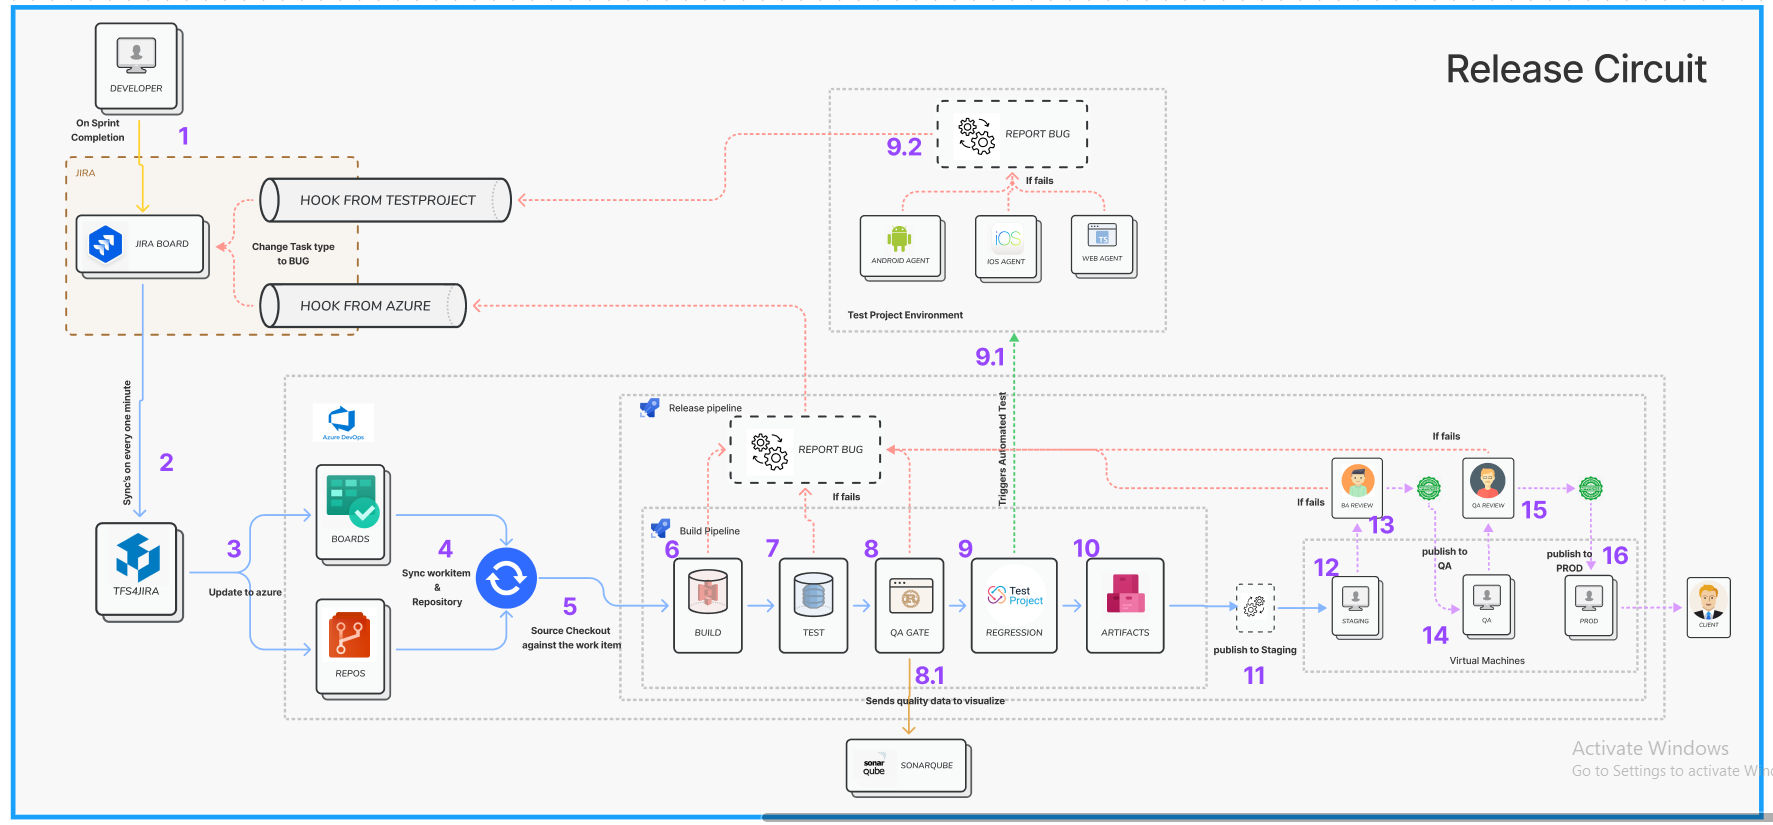 Release Circuit
DEVELOPER
On Sprint
Completion
1
JIRA
JIRA BOARD
HOOK FROM TESTPROJECT
Change Task type
to BUG
HOOK FROM AZURE
9.2
REPORT BUG
If fails
iOS
TS
ANDROID AGENT
IOS AGENT
WEB AGENT
Test Project Environment
9.1
Triggers Automated Test
Sync's on every one minute
2
TFS4JIRA
3
Update to azure
Azure DevOps
BOARDS
REPOS
4
Sync workitem
&
Repository
5
Source Checkout
against the work item
Release pipeline
REPORT BUG
If fails
Build Pipeline
6
BUILD
7
TEST
8
QA GATE
9
Test
Project
REGRESSION
10
ARTIFACTS
8.1
Sends quality data to visualize
sonar
qube
SONARQUBE
publish to Staging
11
If fails
If fails
BA REVIEW
13
QA REVIEW
15
12
STAGING
publish to
QA
14
QA
publish to
PROD
16
PROD
Virtual Machines
CLIENT
Activate Windows
Go to Settings to activate Win